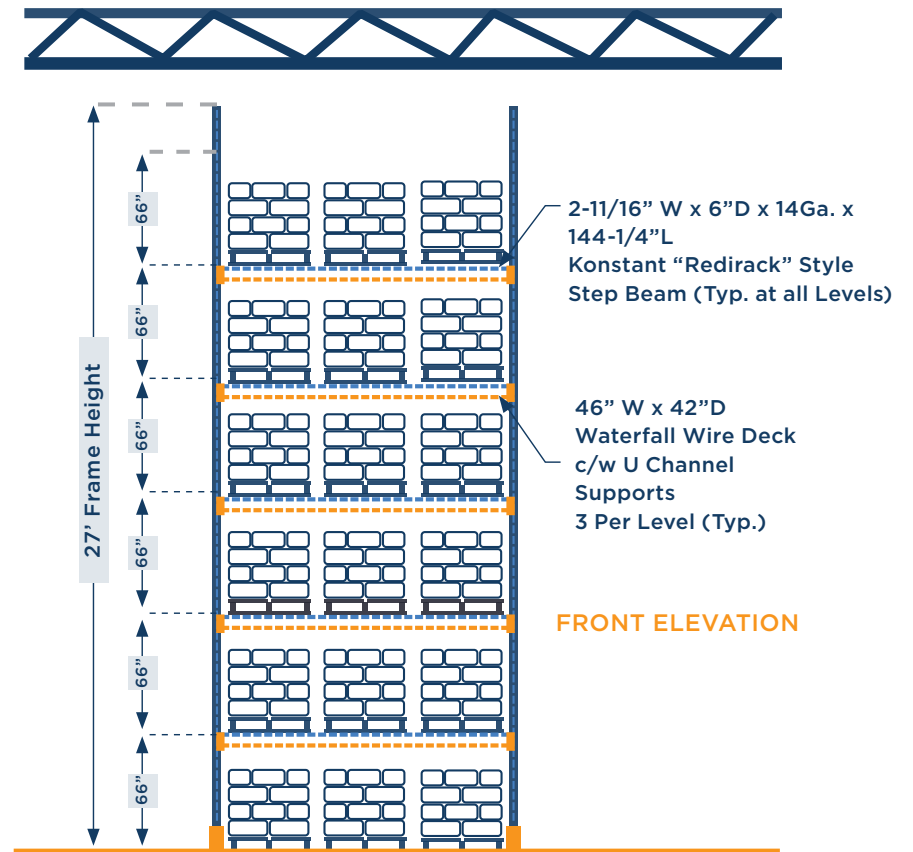 66”
66”
66”
66”
66”
66”
27’ Frame Height
2-11/16” W x 6”D x 14Ga. x
144-1/4”L
Konstant “Redirack” Style
Step Beam (Typ. at all Levels)
46” W x 42”D
Waterfall Wire Deck
c/w U Channel
Supports
3 Per Level (Typ.)
FRONT ELEVATION